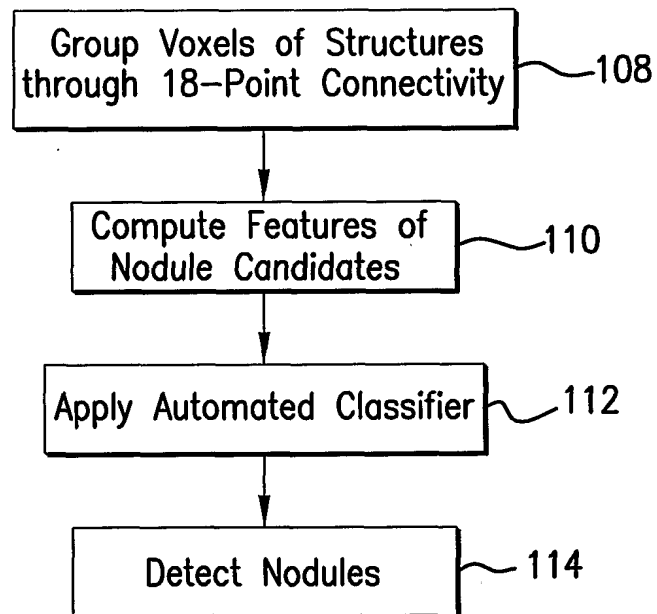 Group Voxels of Structures
through 18-Point Connectivity
108
Compute Features of
Nodule Candidates
110
Apply Automated Classifier
112
Detect Nodules
114